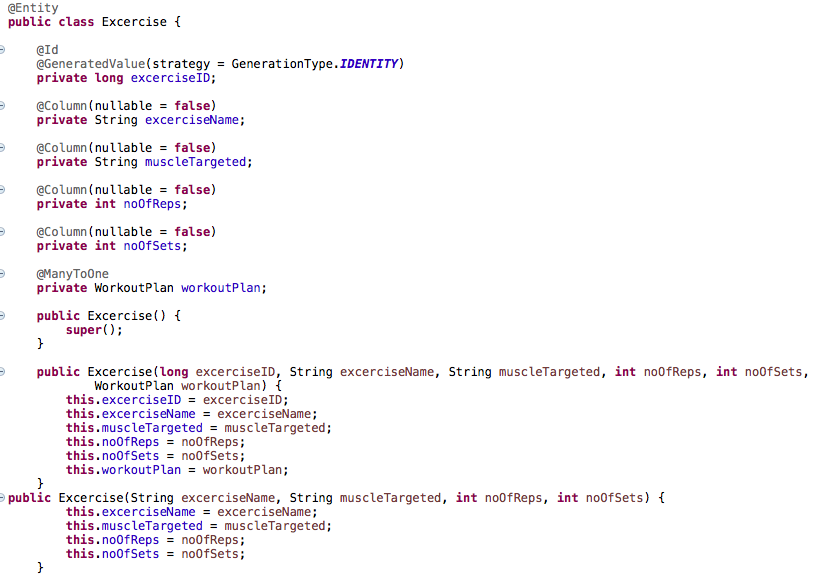 @Entity
public class Excercise {
@Id
@GeneratedValue(strategy = GenerationType.IDENTITY)
private long excerciseID;
@Column(nullable = false)
private String excerciseName;
@Column(nullable = false)
private String muscleTargeted;
@Column(nullable = false)
private int noOfReps;
@Column(nullable = false)
private int noOfSets;
@ManyToOne
private WorkoutPlan workoutPlan;
public Excercise() {
super();
}
public Excercise(long excerciseID, String excerciseName, String muscleTargeted, int noOfReps, int noOfSets,
WorkoutPlan workoutPlan) {
this.excerciseID = excerciseID;
this.excerciseName = excerciseName;
this.muscleTargeted = muscleTargeted;
this.noOfReps = noOfReps;
this.noOfSets = noOfSets;
this.workoutPlan = workoutPlan;
}
public Excercise(String excerciseName, String muscleTargeted, int noOfReps, int noOfSets) {
this.excerciseName = excerciseName;
this.muscleTargeted = muscleTargeted;
this.noOfReps = noOfReps;
this.noOfSets = noOfSets;
}